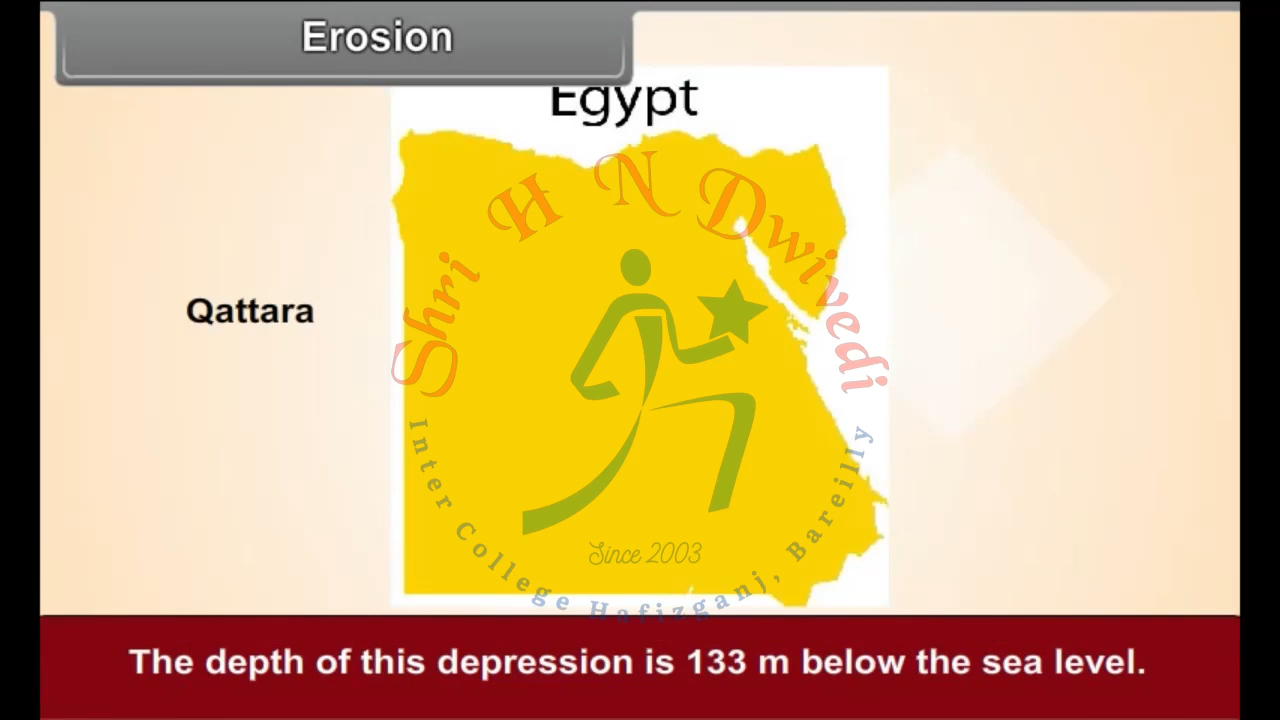 Erosion
Egypt
Shri H N Dwivedi
Qattara
Since 2003
Inter College Hafizganj, Bareilly
The depth of this depression is 133 m below the sea level.